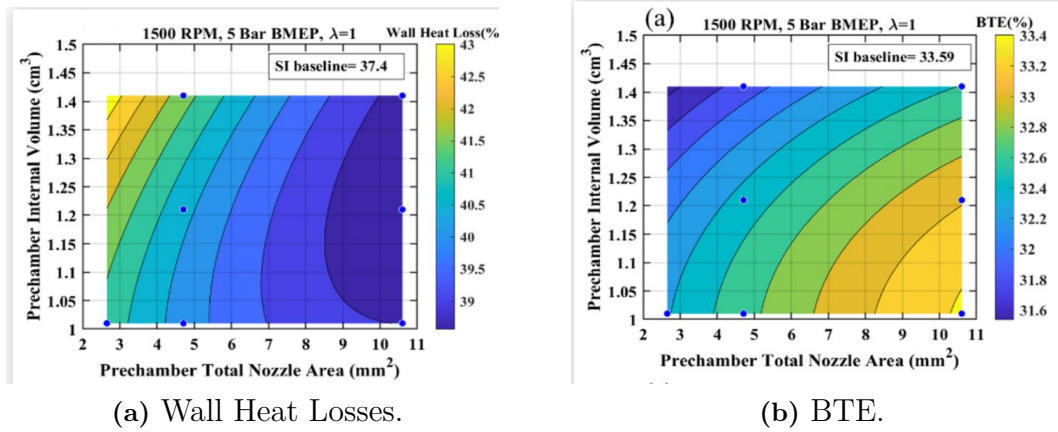 1500 RPM, 5 Bar BMEP, λ=1
Wall Heat Loss(%
SI baseline= 37.4
Prechamber Internal Volume (cm³)
1.5
1.45
1.4
1.35
1.3
1.25
1.2
1.15
1.1
1.05
1
2 3 4 5 6 7 8 9 10 11
Prechamber Total Nozzle Area (mm²)
43
42.5
42
41.5
41
40.5
40
39.5
39
(a) Wall Heat Losses.
(a)
1500 RPM, 5 Bar BMEP, λ=1
BTE(%)
SI baseline= 33.59
Prechamber Internal Volume (cm³)
1.5
1.45
1.4
1.35
1.3
1.25
1.2
1.15
1.1
1.05
1
2 3 4 5 6 7 8 9 10 11
Prechamber Total Nozzle Area (mm²)
33.4
33.2
33
32.8
32.6
32.4
32.2
32
31.8
31.6
(b) BTE.